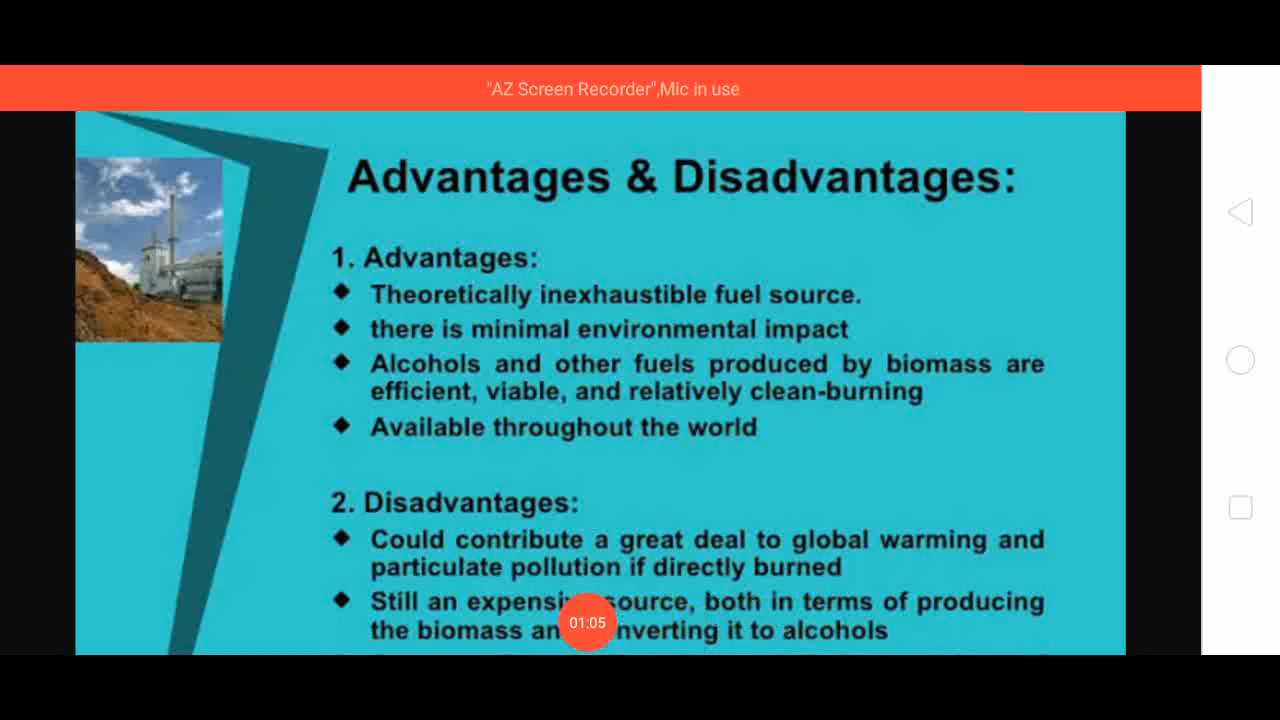 "AZ Screen Recorder",Mic in use
Advantages & Disadvantages:
1. Advantages:
◆ Theoretically inexhaustible fuel source.
◆ there is minimal environmental impact
◆ Alcohols and other fuels produced by biomass are
efficient, viable, and relatively clean-burning
◆ Available throughout the world
2. Disadvantages:
◆ Could contribute a great deal to global warming and
particulate pollution if directly burned
◆ Still an source, both in terms of producing
the biomass it to alcohols
01:05